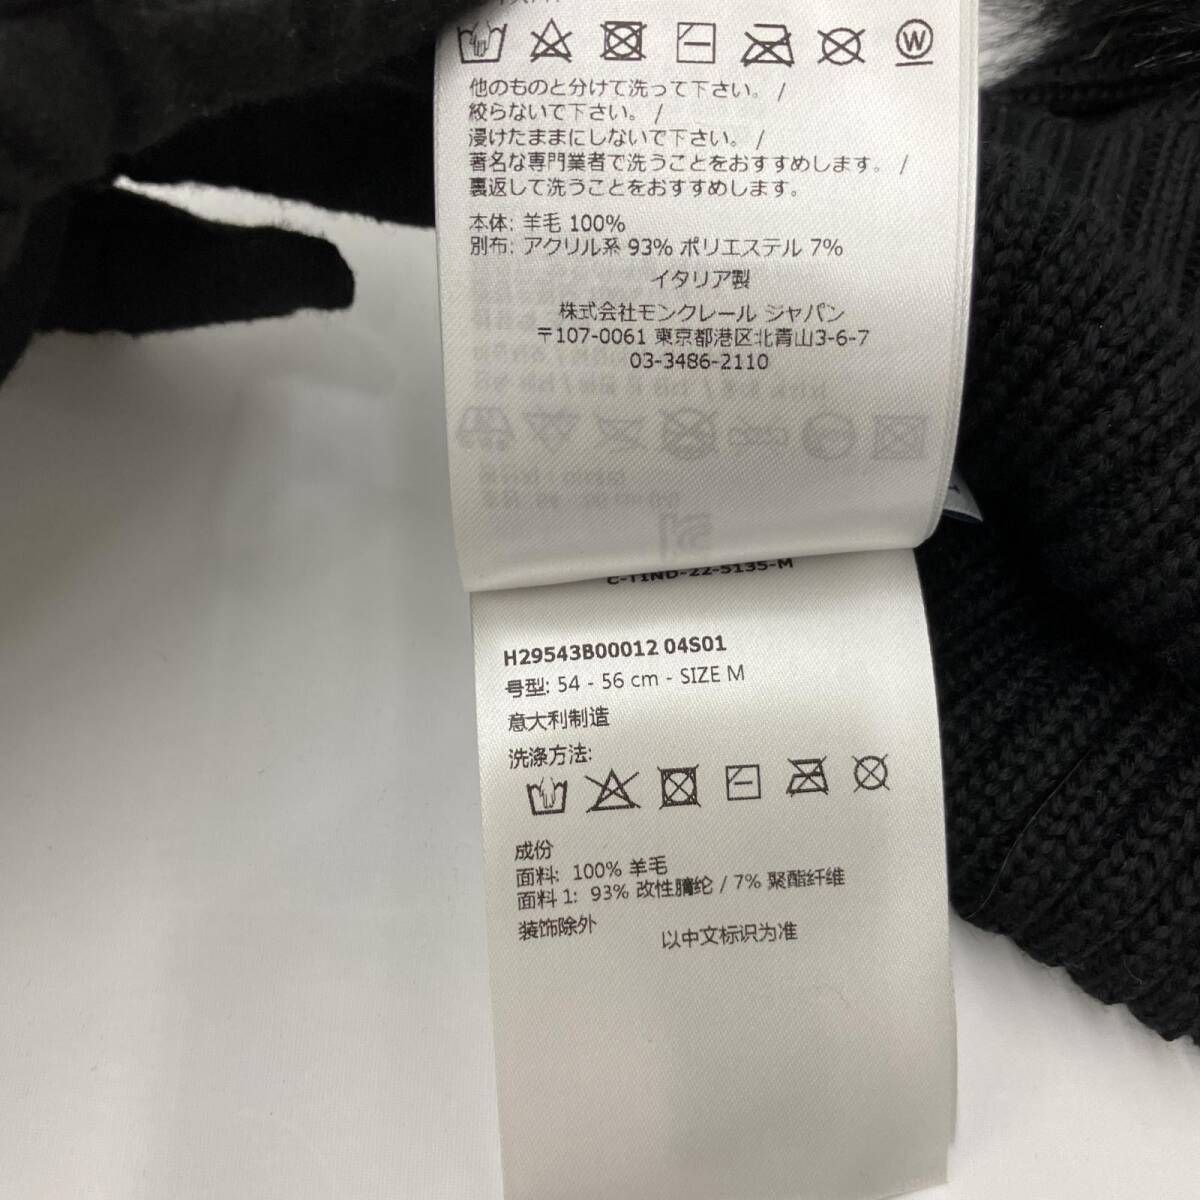 他のものと分けて洗って下さい。 /
絞らないで下さい。 /
浸けたままにしないで下さい。 /
著名な専門業者で洗うことをおすすめします。 /
裏返して洗うことをおすすめします。
本体: 羊毛 100%
別布: アクリル系 93% ポリエステル 7%
イタリア製
株式会社モンクレール ジャパン
〒107-0061 東京都港区北青山3-6-7
03-3486-2110
C-TIND-22-5135-M
H29543B00012 04S01
号型: 54 - 56 cm - SIZE M
意大利制造
洗涤方法:
成份
面料: 100% 羊毛
面料 1: 93% 改性腈纶 / 7% 聚酯纤维
装饰除外
以中文标识为准